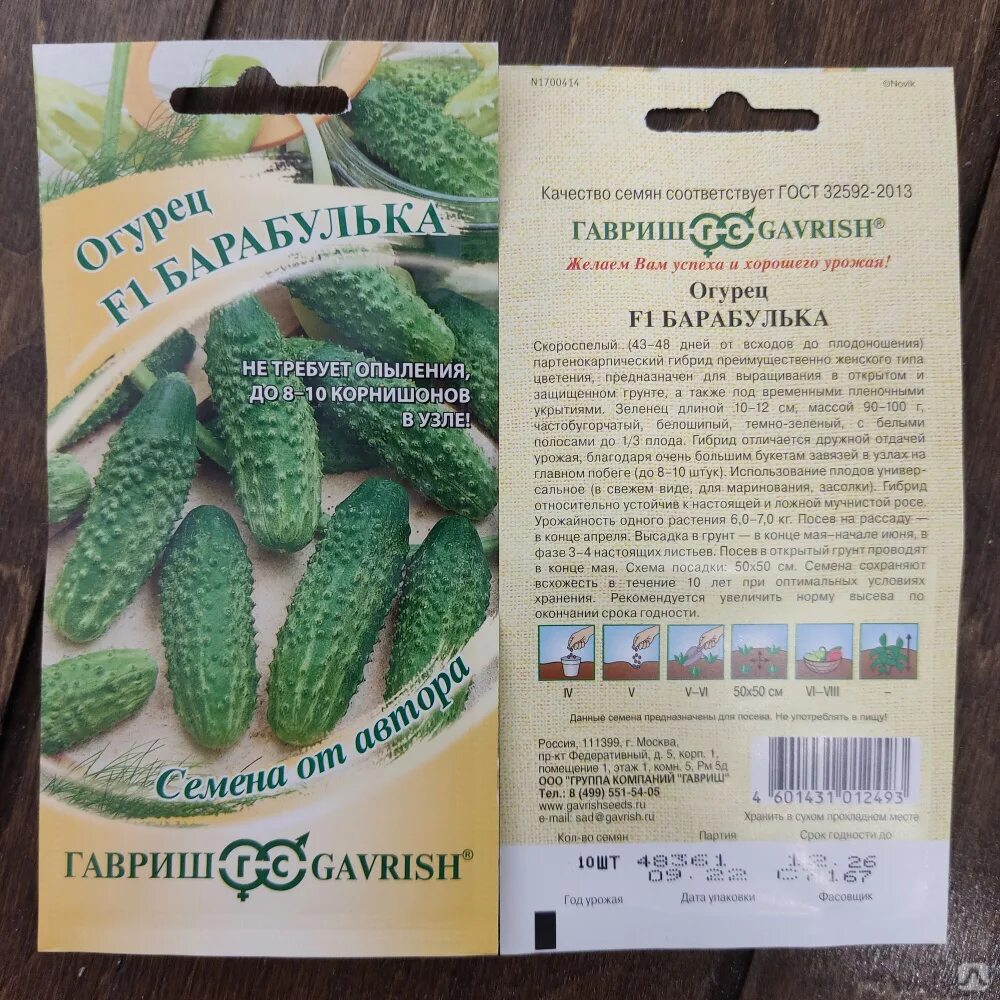 Огурец
F1 БАРАБУЛЬКА
НЕ ТРЕБУЕТ ОПЫЛЕНИЯ,
ДО 8–10 КОРНИШОНОВ
В УЗЛЕ!
Семена от автора
ГАВРИШ ГС GAVRISH®
N1700414
©Novik
Качество семян соответствует ГОСТ 32592-2013
ГАВРИШ ГС GAVRISH®
Желаем Вам успеха и хорошего урожая!
Огурец
F1 БАРАБУЛЬКА
Скороспелый (43–48 дней от всходов до плодоношения)
партенокарпический гибрид преимущественно женского типа
цветения, предназначен для выращивания в открытом и
защищенном грунте, а также под временными пленочными
укрытиями. Зеленец длиной 10–12 см, массой 90–100 г,
частобугорчатый, белошипый, темно-зеленый, с белыми
полосами до 1/3 плода. Гибрид отличается дружной отдачей
урожая, благодаря очень большим букетам завязей в узлах на
главном побеге (до 8–10 штук). Использование плодов универ-
сальное (в свежем виде, для маринования, засолки). Гибрид
относительно устойчив к настоящей и ложной мучнистой росе.
Урожайность одного растения 6,0–7,0 кг. Посев на рассаду —
в конце апреля. Высадка в грунт — в конце мая–начале июня, в
фазе 3–4 настоящих листьев. Посев в открытый грунт проводят
в конце мая. Схема посадки: 50х50 см. Семена сохраняют
всхожесть в течение 10 лет при оптимальных условиях
хранения. Рекомендуется увеличить норму высева по
окончании срока годности.
IV V V–VI 50х50 см VI–VIII –
Данные семена предназначены для посева. Не употреблять в пищу!
Россия, 111399, г. Москва,
пр-кт Федеративный, д. 5, корп. 1,
помещение 1, этаж 1, комн. 5, Рм 5д
ООО "ГРУППА КОМПАНИЙ "ГАВРИШ"
Тел.: 8 (499) 551-54-05
www.gavrishseeds.ru
e-mail: sad@gavrish.ru
4 601431 012493
Хранить в сухом прохладном месте
Кол-во семян Партия Срок годности до
10шт 48361 12.26
09.22 07167
Год урожая Дата упаковки Фасовщик